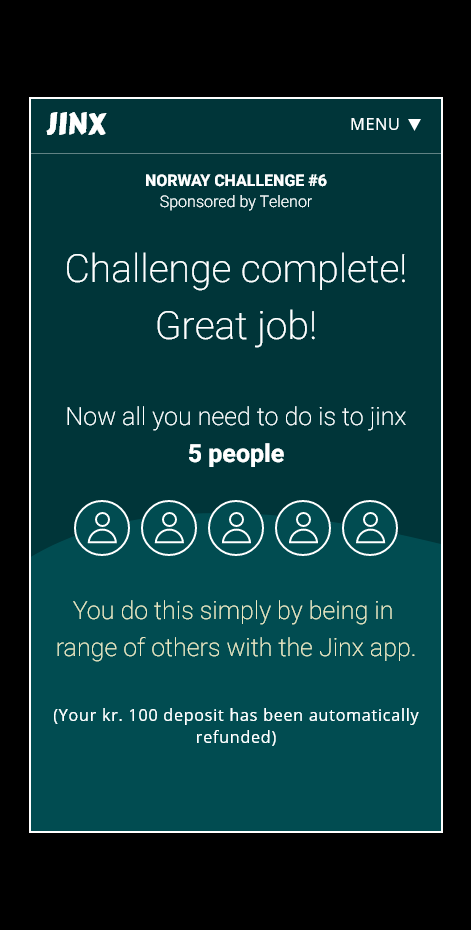 JINX
MENU ▼
NORWAY CHALLENGE #6
Sponsored by Telenor
Challenge complete!
Great job!
Now all you need to do is to jinx
5 people
You do this simply by being in
range of others with the Jinx app.
(Your kr. 100 deposit has been automatically
refunded)